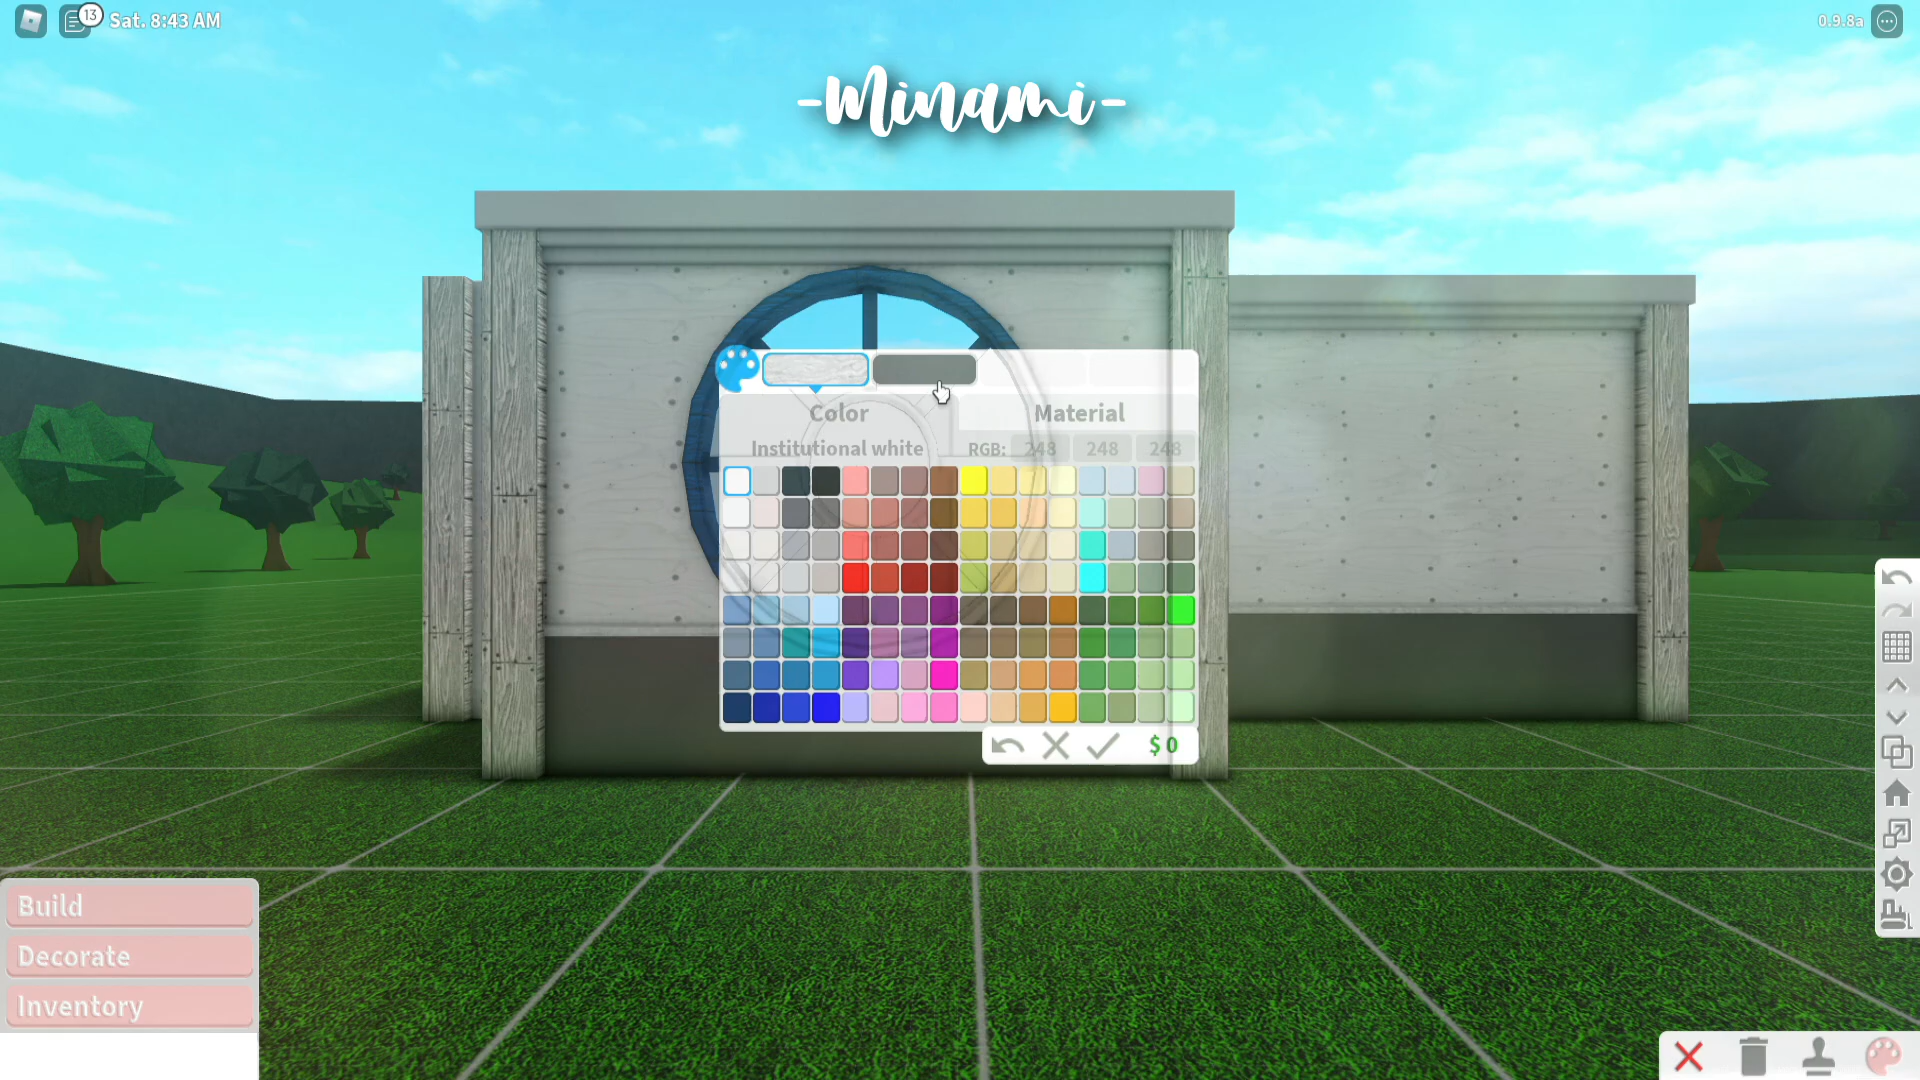 13 Sat. 8:43 AM
0.9.8a
-Minami-
Color
Material
Institutional white
RGB: 248 248 248
$ 0
Build
Decorate
Inventory